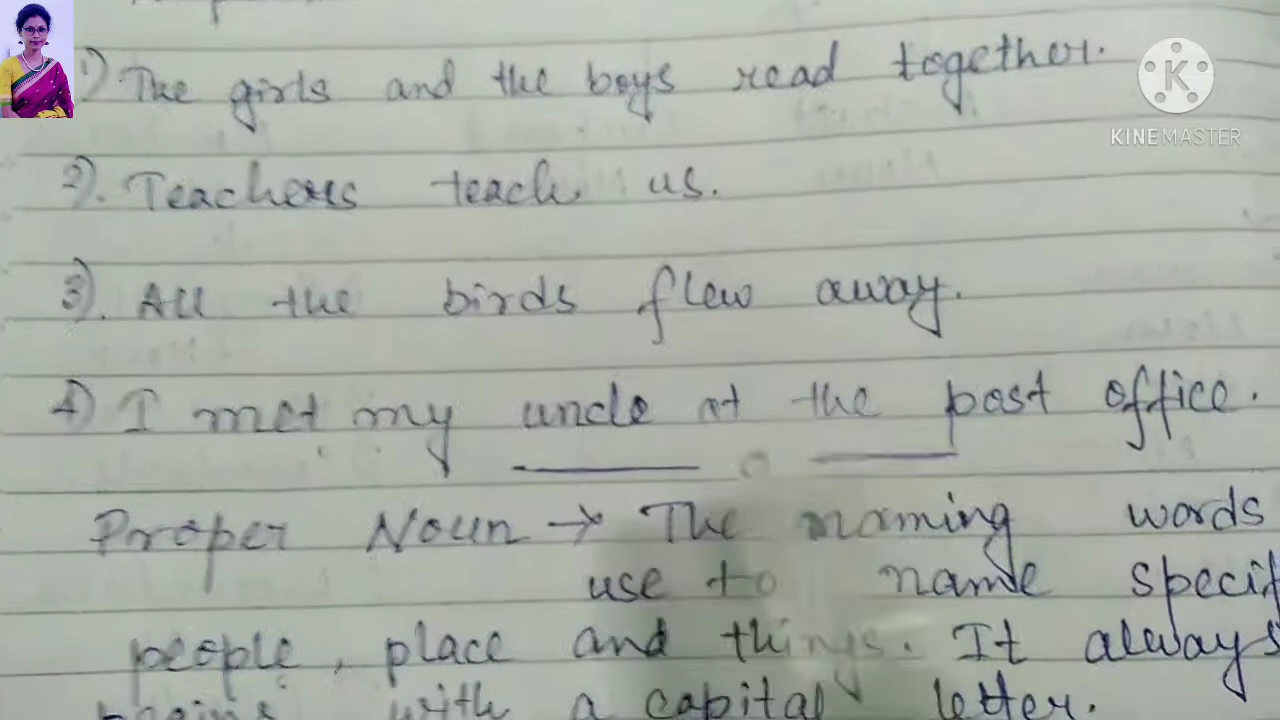 1) The girls and the boys read together.
K
KINEMASTER
2). Teachers teach us.
3). All the birds flew away.
4) I met my uncle at the post office.
Proper Noun → The naming words
use to name specif
people, place and things. It always
begins with a capital letter.